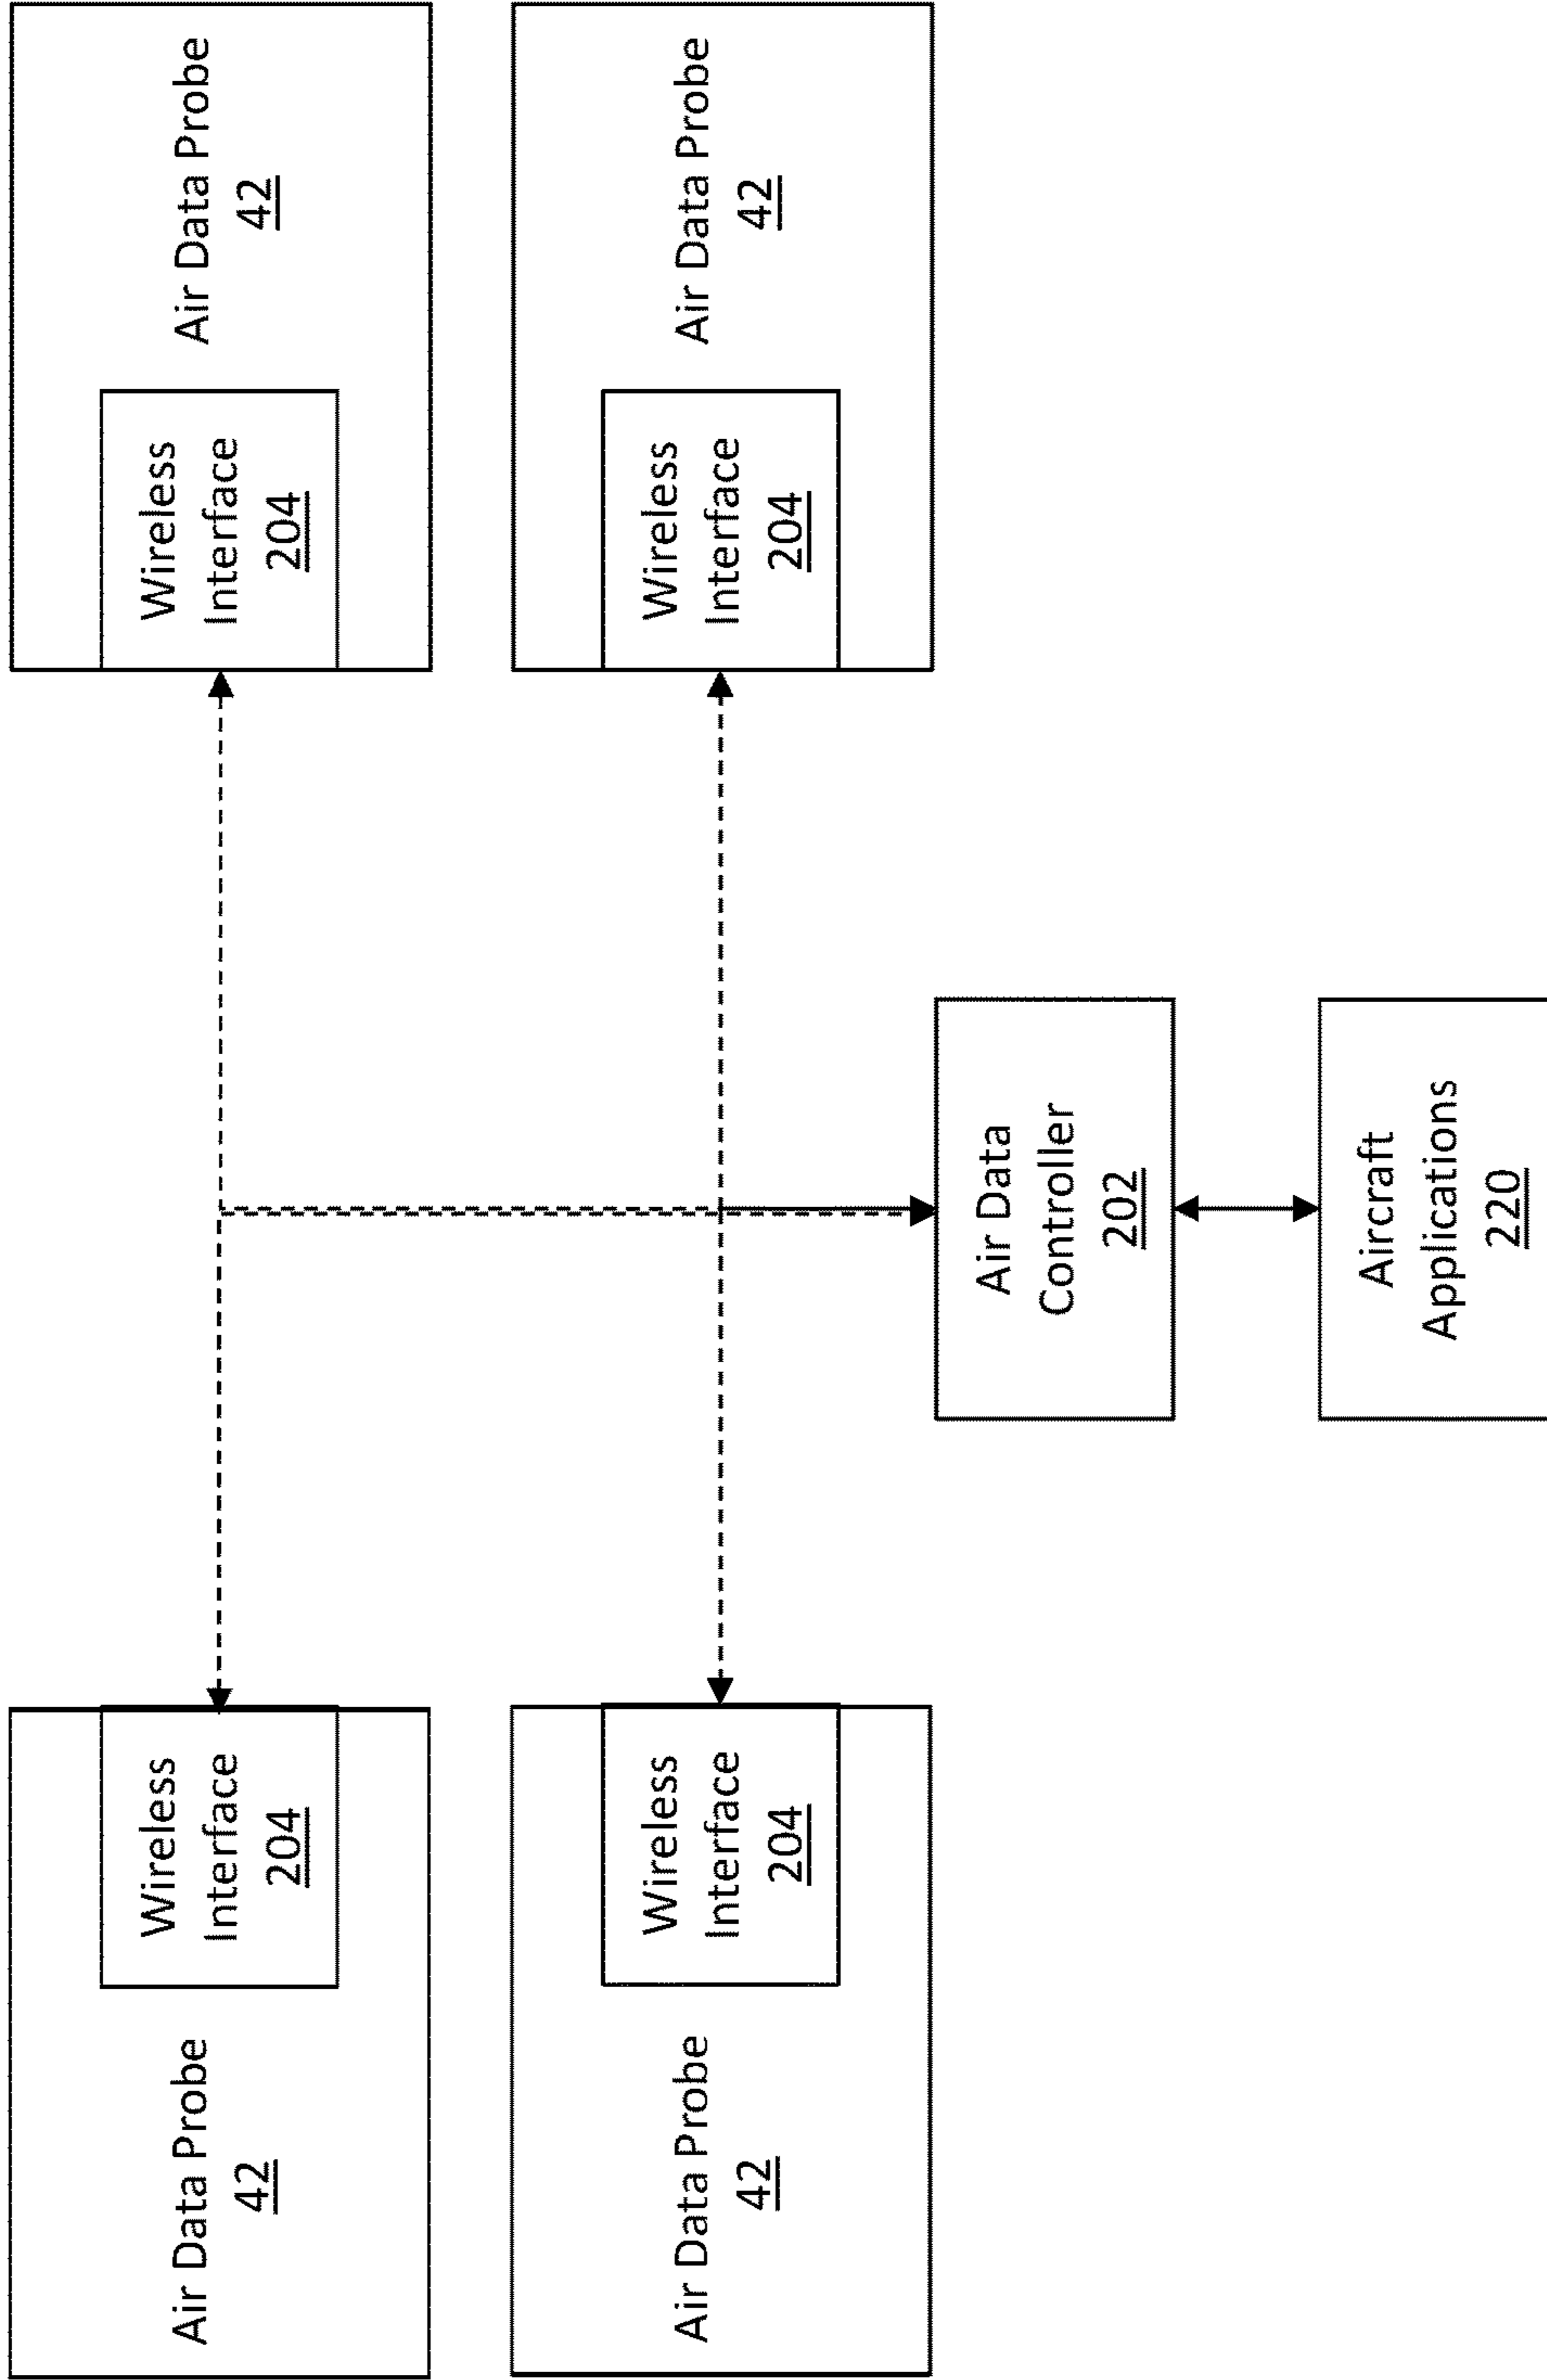 Air Data Probe
42
Wireless
Interface
204
Wireless
Interface
204
Air Data Probe
42
Air Data Probe
42
Wireless
Interface
204
Wireless
Interface
204
Air Data Probe
42
Air Data
Controller
202
Aircraft
Applications
220